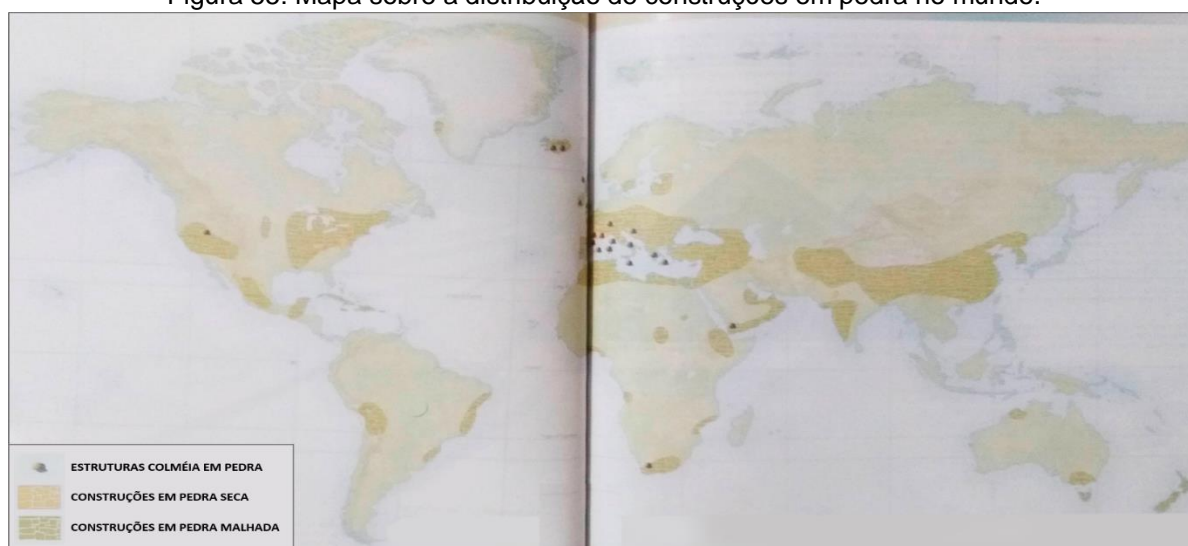 Figura 38. Mapa sobre a distribuição de construções em pedra no mundo.
ESTRUTURAS COLMÉIA EM PEDRA
CONSTRUÇÕES EM PEDRA SECA
CONSTRUÇÕES EM PEDRA MALHADA